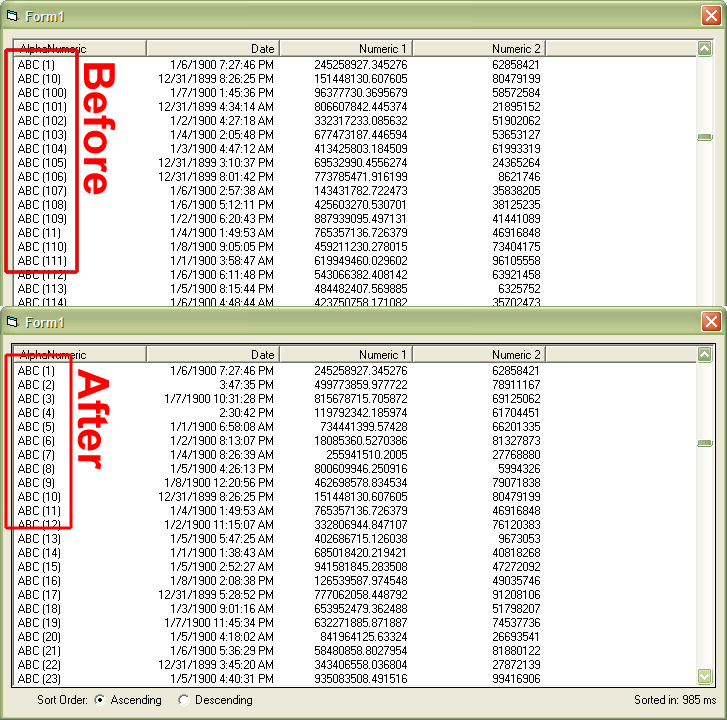 Form1
AlphaNumeric Date Numeric 1 Numeric 2
ABC (1) 1/6/1900 7:27:46 PM 245258927.345276 62858421
ABC (10) 12/31/1899 8:26:25 PM 151448130.607605 80479199
ABC (100) 1/7/1900 1:45:36 PM 96377730.3695679 58572584
ABC (101) 12/31/1899 4:34:14 AM 806607842.445374 21895152
ABC (102) 1/2/1900 4:27:18 AM 332317233.085632 51902062
ABC (103) 1/4/1900 2:05:48 PM 677473187.446594 53653127
ABC (104) 1/3/1900 4:47:12 AM 413425803.184509 61993319
ABC (105) 12/31/1899 3:10:37 PM 69532990.4556274 24365264
ABC (106) 12/31/1899 8:01:42 PM 773785471.916199 8621746
ABC (107) 1/6/1900 2:57:38 AM 143431782.722473 35838205
ABC (108) 1/6/1900 5:12:11 PM 425603270.530701 38125235
ABC (109) 1/2/1900 6:20:43 PM 887939095.497131 41441089
ABC (11) 1/4/1900 1:49:53 AM 765357136.726379 46916848
ABC (110) 1/8/1900 9:05:05 PM 459211230.278015 73404175
ABC (111) 1/1/1900 3:58:47 AM 619949460.029602 96105558
ABC (112) 1/6/1900 6:11:48 PM 543066382.408142 63921458
ABC (113) 1/5/1900 8:15:44 PM 484482407.569885 6325752
ABC (114) 1/6/1900 4:48:44 AM 423750758.171082 35702473
Before
Form1
AlphaNumeric Date Numeric 1 Numeric 2
ABC (1) 1/6/1900 7:27:46 PM 245258927.345276 62858421
ABC (2) 3:47:35 PM 499773859.977722 78911167
ABC (3) 1/7/1900 10:31:28 PM 815678715.705872 69125062
ABC (4) 2:30:42 PM 119792342.185974 61704451
ABC (5) 1/1/1900 6:58:08 AM 734441399.57428 66201335
ABC (6) 1/2/1900 8:13:07 PM 18085360.5270386 81327873
ABC (7) 1/4/1900 8:26:39 AM 255941510.2005 27768880
ABC (8) 1/5/1900 4:26:13 PM 800609946.250916 5994326
ABC (9) 1/8/1900 12:20:56 PM 462698578.834534 79071838
ABC (10) 12/31/1899 8:26:25 PM 151448130.607605 80479199
ABC (11) 1/4/1900 1:49:53 AM 765357136.726379 46916848
ABC (12) 1/2/1900 11:15:07 AM 332806944.847107 76120383
ABC (13) 1/5/1900 5:47:25 AM 402686715.126038 9673053
ABC (14) 1/1/1900 1:38:43 AM 685018420.219421 40818268
ABC (15) 1/5/1900 2:52:27 AM 941581845.283508 47272092
ABC (16) 1/8/1900 2:08:38 PM 126539587.974548 49035746
ABC (17) 12/31/1899 5:28:52 PM 777062058.448792 91208106
ABC (18) 1/3/1900 9:01:16 AM 653952479.362488 51798207
ABC (19) 1/7/1900 11:45:34 PM 632271885.871887 74537736
ABC (20) 1/5/1900 4:18:02 AM 841964125.63324 26693541
ABC (21) 1/6/1900 5:36:29 PM 58480858.8027954 81880122
ABC (22) 12/31/1899 3:45:20 AM 343406558.036804 27872139
ABC (23) 1/5/1900 4:40:31 PM 935083508.491516 99416906
After
Sort Order: Ascending Descending Sorted in: 985 ms